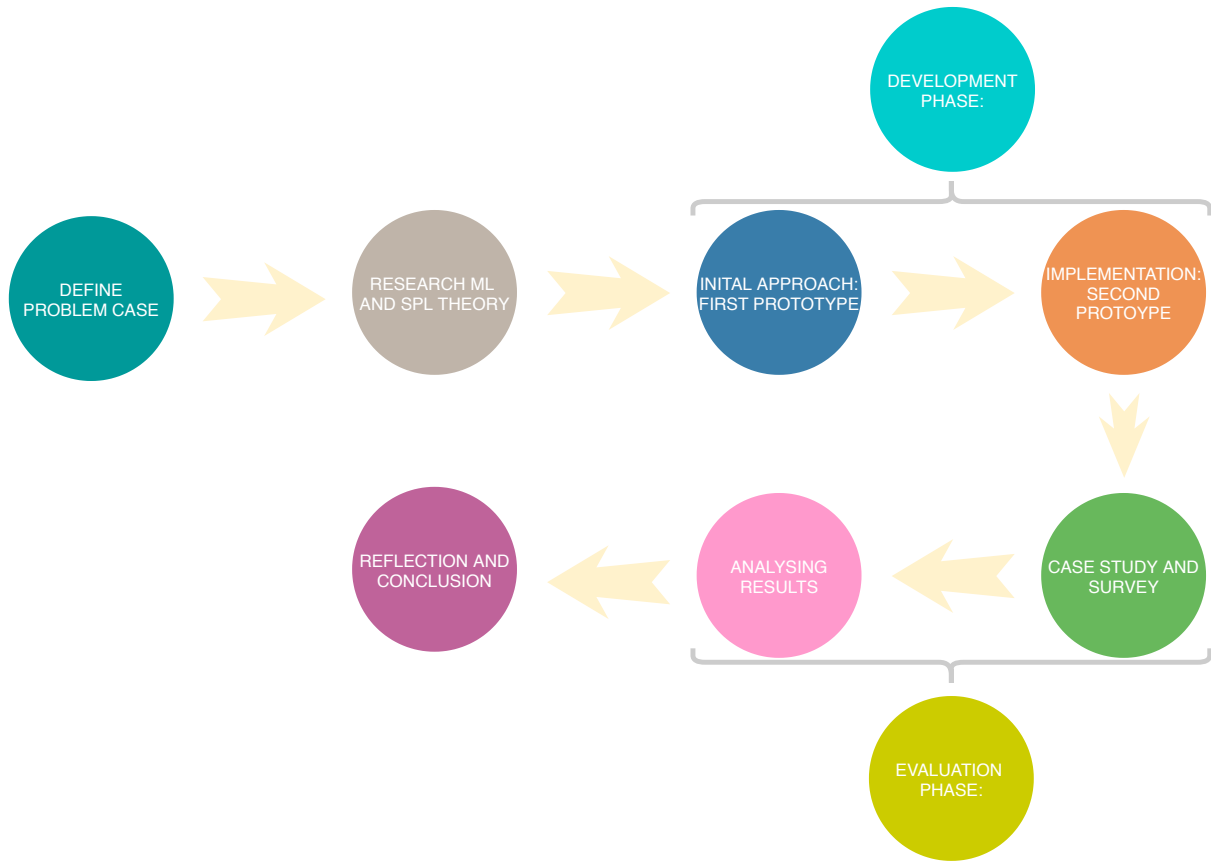 DEVELOPMENT
PHASE:
DEFINE
PROBLEM CASE
RESEARCH ML
AND SPL THEORY
INITAL APPROACH:
FIRST PROTOTYPE
IMPLEMENTATION:
SECOND
PROTOYPE
CASE STUDY AND
SURVEY
ANALYSING
RESULTS
REFLECTION AND
CONCLUSION
EVALUATION
PHASE: